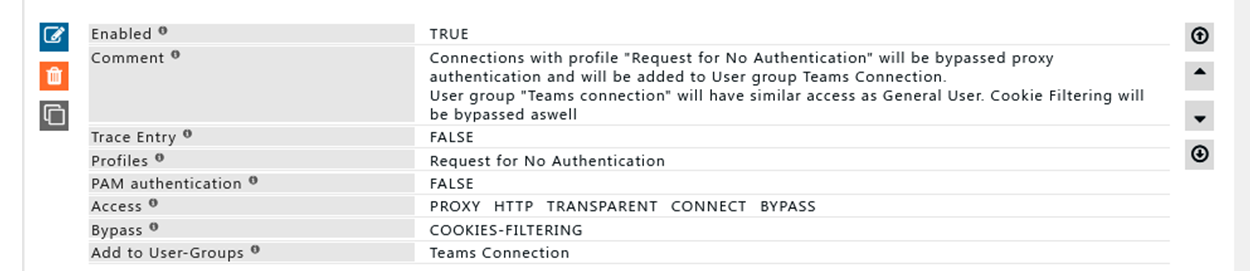 Enabled TRUE
Comment Connections with profile "Request for No Authentication" will be bypassed proxy
authentication and will be added to User group Teams Connection.
User group "Teams connection" will have similar access as General User. Cookie Filtering will
be bypassed aswell
Trace Entry FALSE
Profiles Request for No Authentication
PAM authentication FALSE
Access PROXY HTTP TRANSPARENT CONNECT BYPASS
Bypass COOKIES-FILTERING
Add to User-Groups Teams Connection